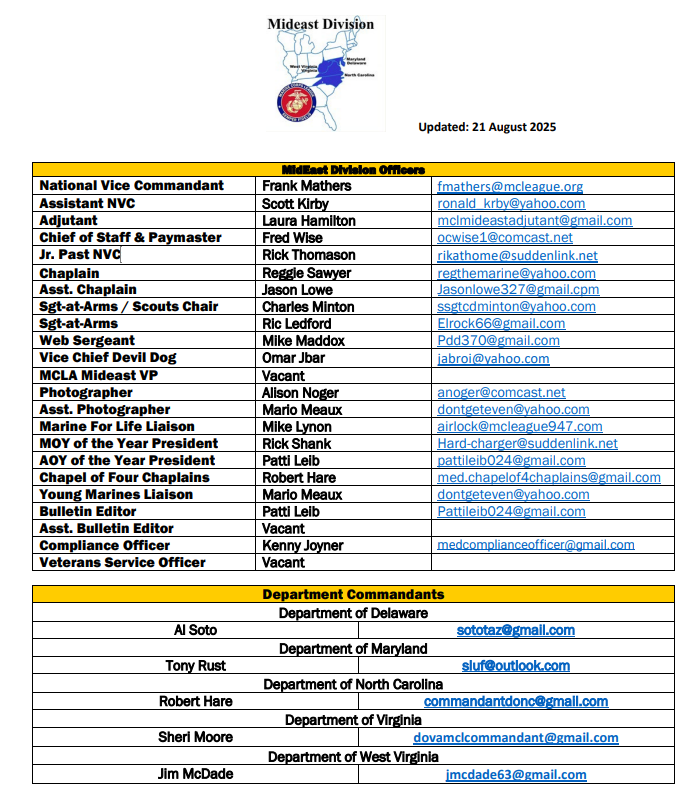 Mideast Division
Maryland
Delaware
West Virginia
Virginia
North Carolina
MARINE CORPS LEAGUE
SEMPER FIDELIS
Updated: 21 August 2025
MidEast Division Officers
National Vice Commandant Frank Mathers fmathers@mcleague.org
Assistant NVC Scott Kirby ronald_krby@yahoo.com
Adjutant Laura Hamilton mclmideastadjutant@gmail.com
Chief of Staff & Paymaster Fred Wise ocwise1@comcast.net
Jr. Past NVC Rick Thomason rikathome@suddenlink.net
Chaplain Reggie Sawyer regthemarine@yahoo.com
Asst. Chaplain Jason Lowe Jasonlowe327@gmail.cpm
Sgt-at-Arms / Scouts Chair Charles Minton ssgtcdminton@yahoo.com
Sgt-at-Arms Ric Ledford Elrock66@gmail.com
Web Sergeant Mike Maddox Pdd370@gmail.com
Vice Chief Devil Dog Omar Jbar jabroi@yahoo.com
MCLA Mideast VP Vacant
Photographer Alison Noger anoger@comcast.net
Asst. Photographer Mario Meaux dontgeteven@yahoo.com
Marine For Life Liaison Mike Lynon airlock@mcleague947.com
MOY of the Year President Rick Shank Hard-charger@suddenlink.net
AOY of the Year President Patti Leib pattileib024@gmail.com
Chapel of Four Chaplains Robert Hare med.chapelof4chaplains@gmail.com
Young Marines Liaison Mario Meaux dontgeteven@yahoo.com
Bulletin Editor Patti Leib Pattileib024@gmail.com
Asst. Bulletin Editor Vacant
Compliance Officer Kenny Joyner medcomplianceofficer@gmail.com
Veterans Service Officer Vacant
Department Commandants
Department of Delaware
Al Soto sototaz@gmail.com
Department of Maryland
Tony Rust sluf@outlook.com
Department of North Carolina
Robert Hare commandantdonc@gmail.com
Department of Virginia
Sheri Moore dovamclcommandant@gmail.com
Department of West Virginia
Jim McDade jmcdade63@gmail.com